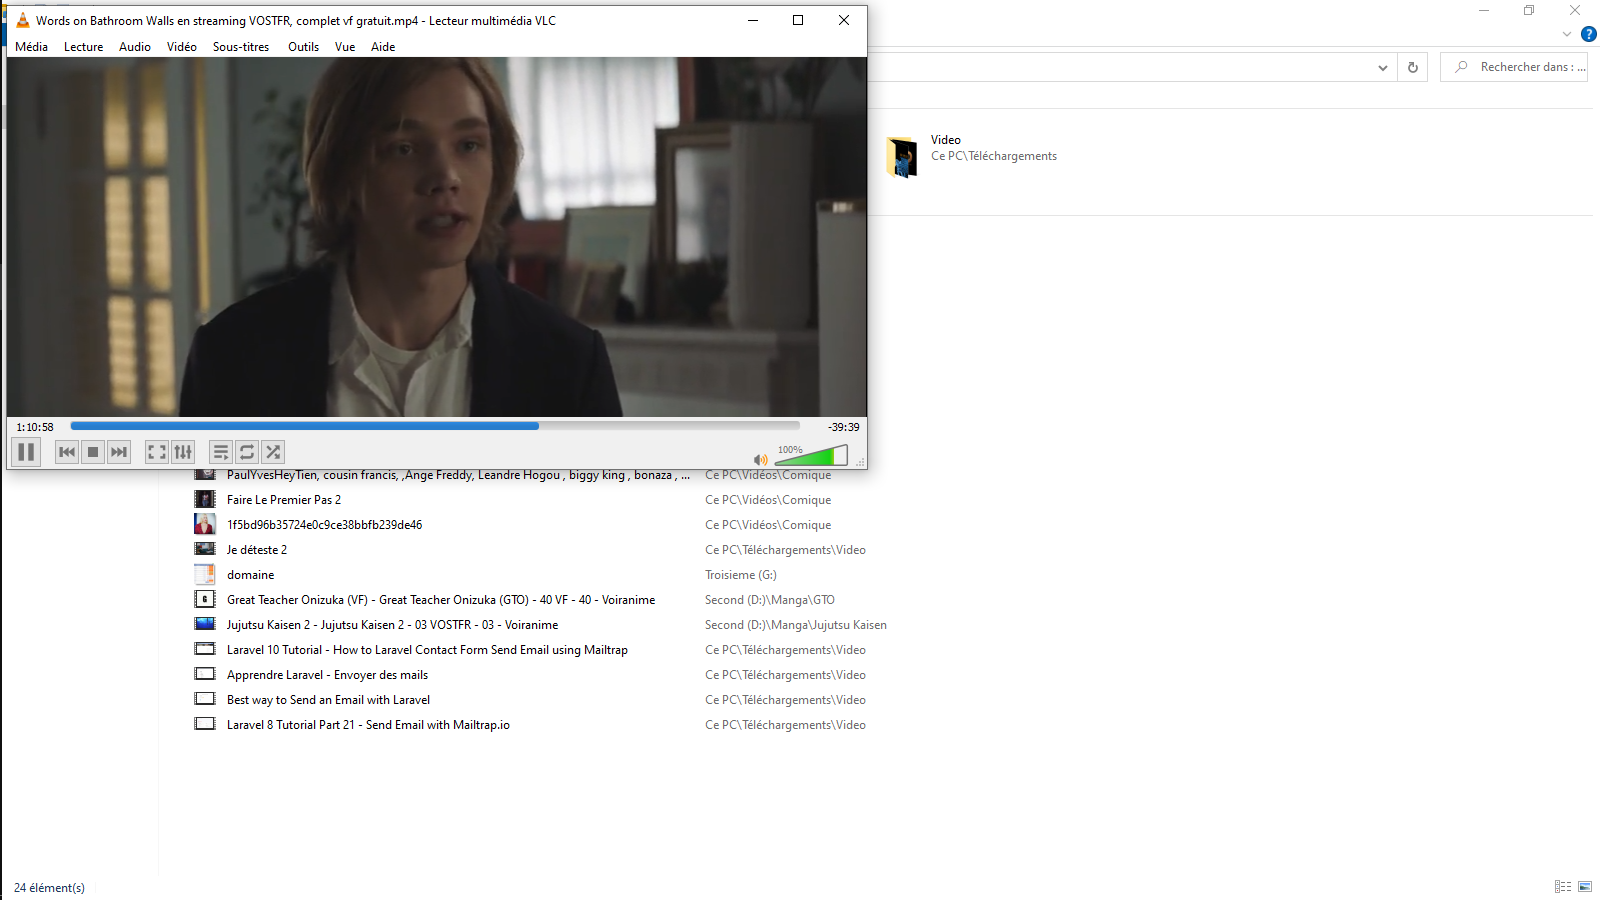 Words on Bathroom Walls en streaming VOSTFR, complet vf gratuit.mp4 - Lecteur multimédia VLC
Média Lecture Audio Vidéo Sous-titres Outils Vue Aide
?
Rechercher dans : ...
Video
Ce PC\Téléchargements
1:10:58
-39:39
100%
PaulYvesHeyTien, cousin francis, ,Ange Freddy, Leandre Hogou , biggy king , bonaza , ... Ce PC\Vidéos\Comique
Faire Le Premier Pas 2 Ce PC\Vidéos\Comique
1f5bd96b35724e0c9ce38bbfb239de46 Ce PC\Vidéos\Comique
Je déteste 2 Ce PC\Téléchargements\Video
domaine Troisieme (G:)
Great Teacher Onizuka (VF) - Great Teacher Onizuka (GTO) - 40 VF - 40 - Voiranime Second (D:)\Manga\GTO
Jujutsu Kaisen 2 - Jujutsu Kaisen 2 - 03 VOSTFR - 03 - Voiranime Second (D:)\Manga\Jujutsu Kaisen
Laravel 10 Tutorial - How to Laravel Contact Form Send Email using Mailtrap Ce PC\Téléchargements\Video
Apprendre Laravel - Envoyer des mails Ce PC\Téléchargements\Video
Best way to Send an Email with Laravel Ce PC\Téléchargements\Video
Laravel 8 Tutorial Part 21 - Send Email with Mailtrap.io Ce PC\Téléchargements\Video
24 élément(s)